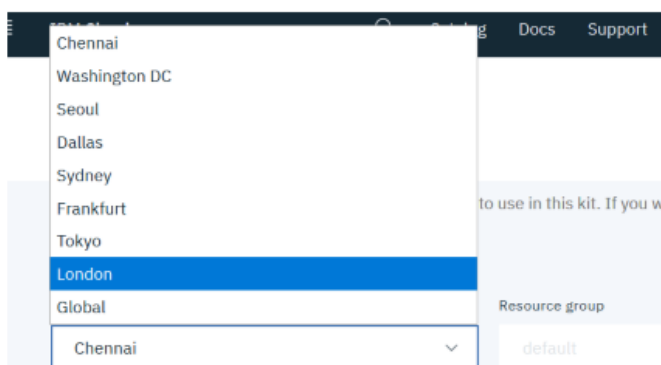 Docs Support
Chennai
Washington DC
Seoul
Dallas
Sydney
Frankfurt
to use in this kit. If you w
Tokyo
London
Global
Resource group
Chennai
default